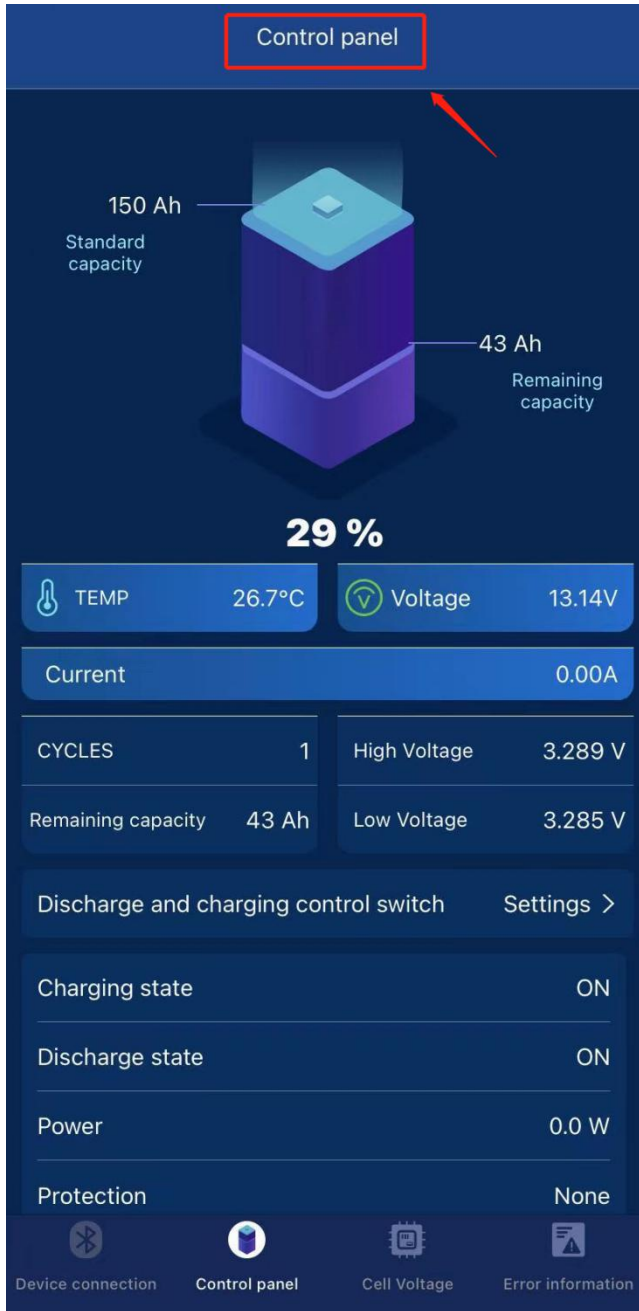 Control panel
150 Ah
Standard
capacity
43 Ah
Remaining
capacity
29 %
TEMP 26.7°C
V Voltage 13.14V
Current 0.00A
CYCLES 1
High Voltage 3.289 V
Remaining capacity 43 Ah
Low Voltage 3.285 V
Discharge and charging control switch Settings >
Charging state ON
Discharge state ON
Power 0.0 W
Protection None
Device connection Control panel Cell Voltage Error information